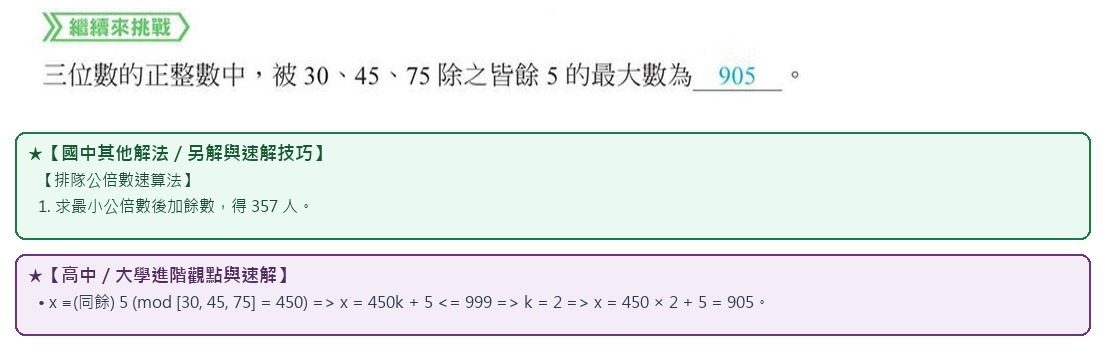 繼續來挑戰
三位數的正整數中，被 30、45、75 除之皆餘 5 的最大數為 905 。
★【國中其他解法 / 另解與速解技巧】
【排隊公倍數速算法】
1. 求最小公倍數後加餘數，得 357 人。
★【高中 / 大學進階觀點與速解】
• x ≡(同餘) 5 (mod [30, 45, 75] = 450) => x = 450k + 5 <= 999 => k = 2 => x = 450 × 2 + 5 = 905。